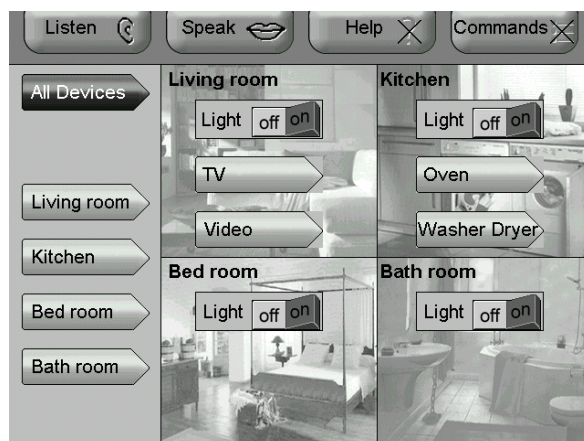 Listen
Speak
Help
Commands
All Devices
Living room
Kitchen
Bed room
Bath room
Living room
Light off on
TV
Video
Kitchen
Light off on
Oven
Washer Dryer
Bed room
Light off on
Bath room
Light off on